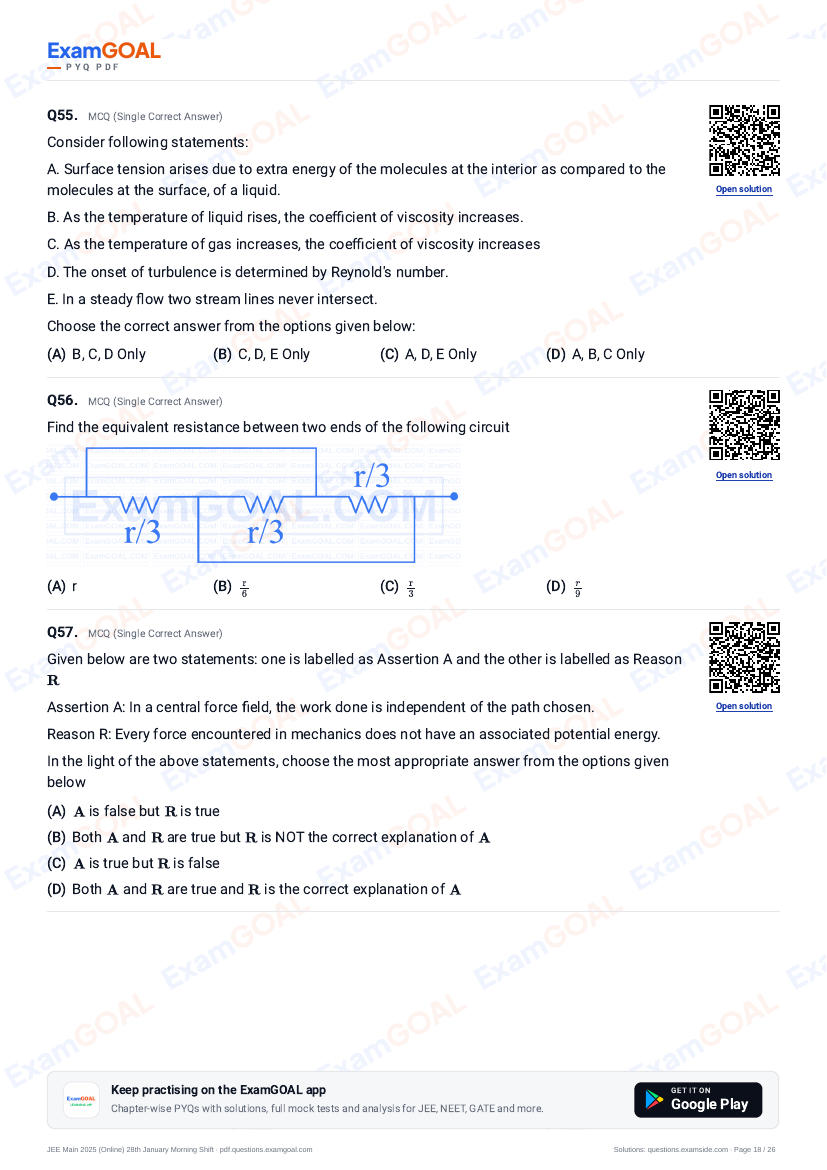 ExamGOAL
PYQ PDF
Q55. MCQ (Single Correct Answer)
Consider following statements:
A. Surface tension arises due to extra energy of the molecules at the interior as compared to the
molecules at the surface, of a liquid.
B. As the temperature of liquid rises, the coefficient of viscosity increases.
C. As the temperature of gas increases, the coefficient of viscosity increases
D. The onset of turbulence is determined by Reynold's number.
E. In a steady flow two stream lines never intersect.
Choose the correct answer from the options given below:
(A) B, C, D Only (B) C, D, E Only (C) A, D, E Only (D) A, B, C Only
Open solution
Q56. MCQ (Single Correct Answer)
Find the equivalent resistance between two ends of the following circuit
r/3
r/3 r/3
ExamGOAL.COM
(A) r (B) r/6 (C) r/3 (D) r/9
Open solution
Q57. MCQ (Single Correct Answer)
Given below are two statements: one is labelled as Assertion A and the other is labelled as Reason
R
Assertion A: In a central force field, the work done is independent of the path chosen.
Reason R: Every force encountered in mechanics does not have an associated potential energy.
In the light of the above statements, choose the most appropriate answer from the options given
below
(A) A is false but R is true
(B) Both A and R are true but R is NOT the correct explanation of A
(C) A is true but R is false
(D) Both A and R are true and R is the correct explanation of A
Open solution
ExamGOAL
Keep practising on the ExamGOAL app
Chapter-wise PYQs with solutions, full mock tests and analysis for JEE, NEET, GATE and more.
GET IT ON
Google Play
JEE Main 2025 (Online) 28th January Morning Shift · pdf.questions.examgoal.com
Solutions: questions.examside.com · Page 18 / 26